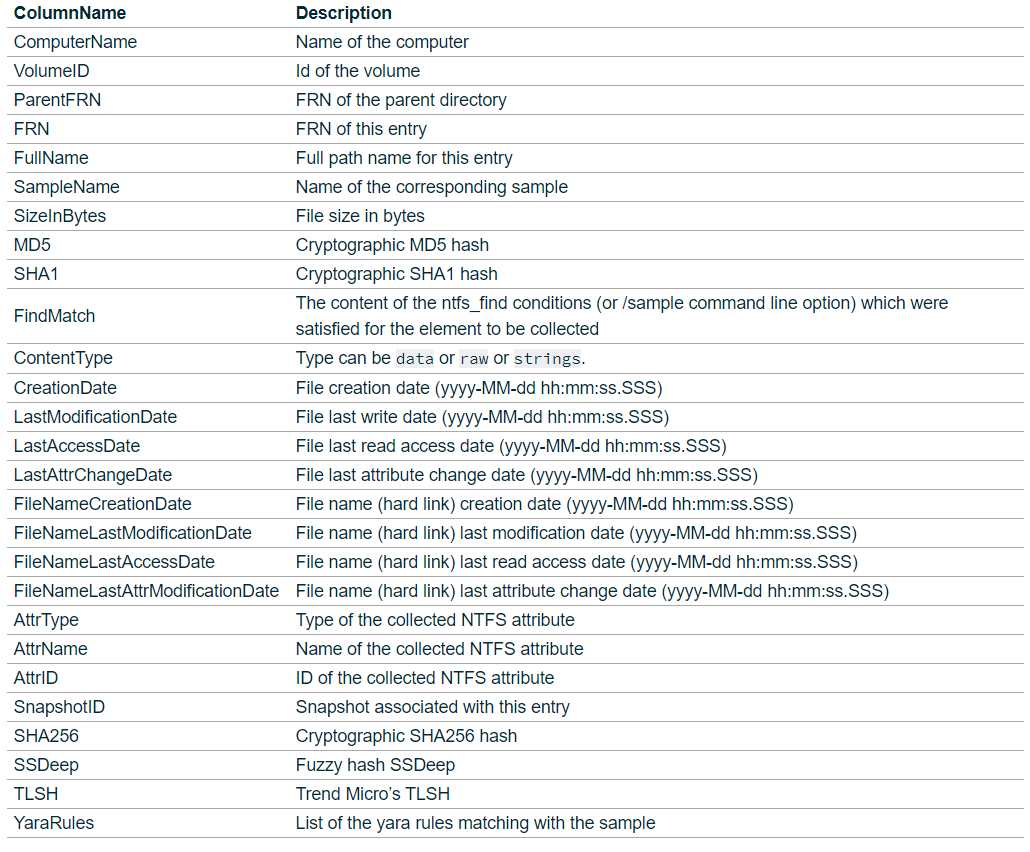 ColumnName Description
ComputerName Name of the computer
VolumeID Id of the volume
ParentFRN FRN of the parent directory
FRN FRN of this entry
FullName Full path name for this entry
SampleName Name of the corresponding sample
SizeInBytes File size in bytes
MD5 Cryptographic MD5 hash
SHA1 Cryptographic SHA1 hash
FindMatch The content of the ntfs_find conditions (or /sample command line option) which were
satisfied for the element to be collected
ContentType Type can be data or raw or strings.
CreationDate File creation date (yyyy-MM-dd hh:mm:ss.SSS)
LastModificationDate File last write date (yyyy-MM-dd hh:mm:ss.SSS)
LastAccessDate File last read access date (yyyy-MM-dd hh:mm:ss.SSS)
LastAttrChangeDate File last attribute change date (yyyy-MM-dd hh:mm:ss.SSS)
FileNameCreationDate File name (hard link) creation date (yyyy-MM-dd hh:mm:ss.SSS)
FileNameLastModificationDate File name (hard link) last modification date (yyyy-MM-dd hh:mm:ss.SSS)
FileNameLastAccessDate File name (hard link) last read access date (yyyy-MM-dd hh:mm:ss.SSS)
FileNameLastAttrModificationDate File name (hard link) last attribute change date (yyyy-MM-dd hh:mm:ss.SSS)
AttrType Type of the collected NTFS attribute
AttrName Name of the collected NTFS attribute
AttrID ID of the collected NTFS attribute
SnapshotID Snapshot associated with this entry
SHA256 Cryptographic SHA256 hash
SSDeep Fuzzy hash SSDeep
TLSH Trend Micro’s TLSH
YaraRules List of the yara rules matching with the sample